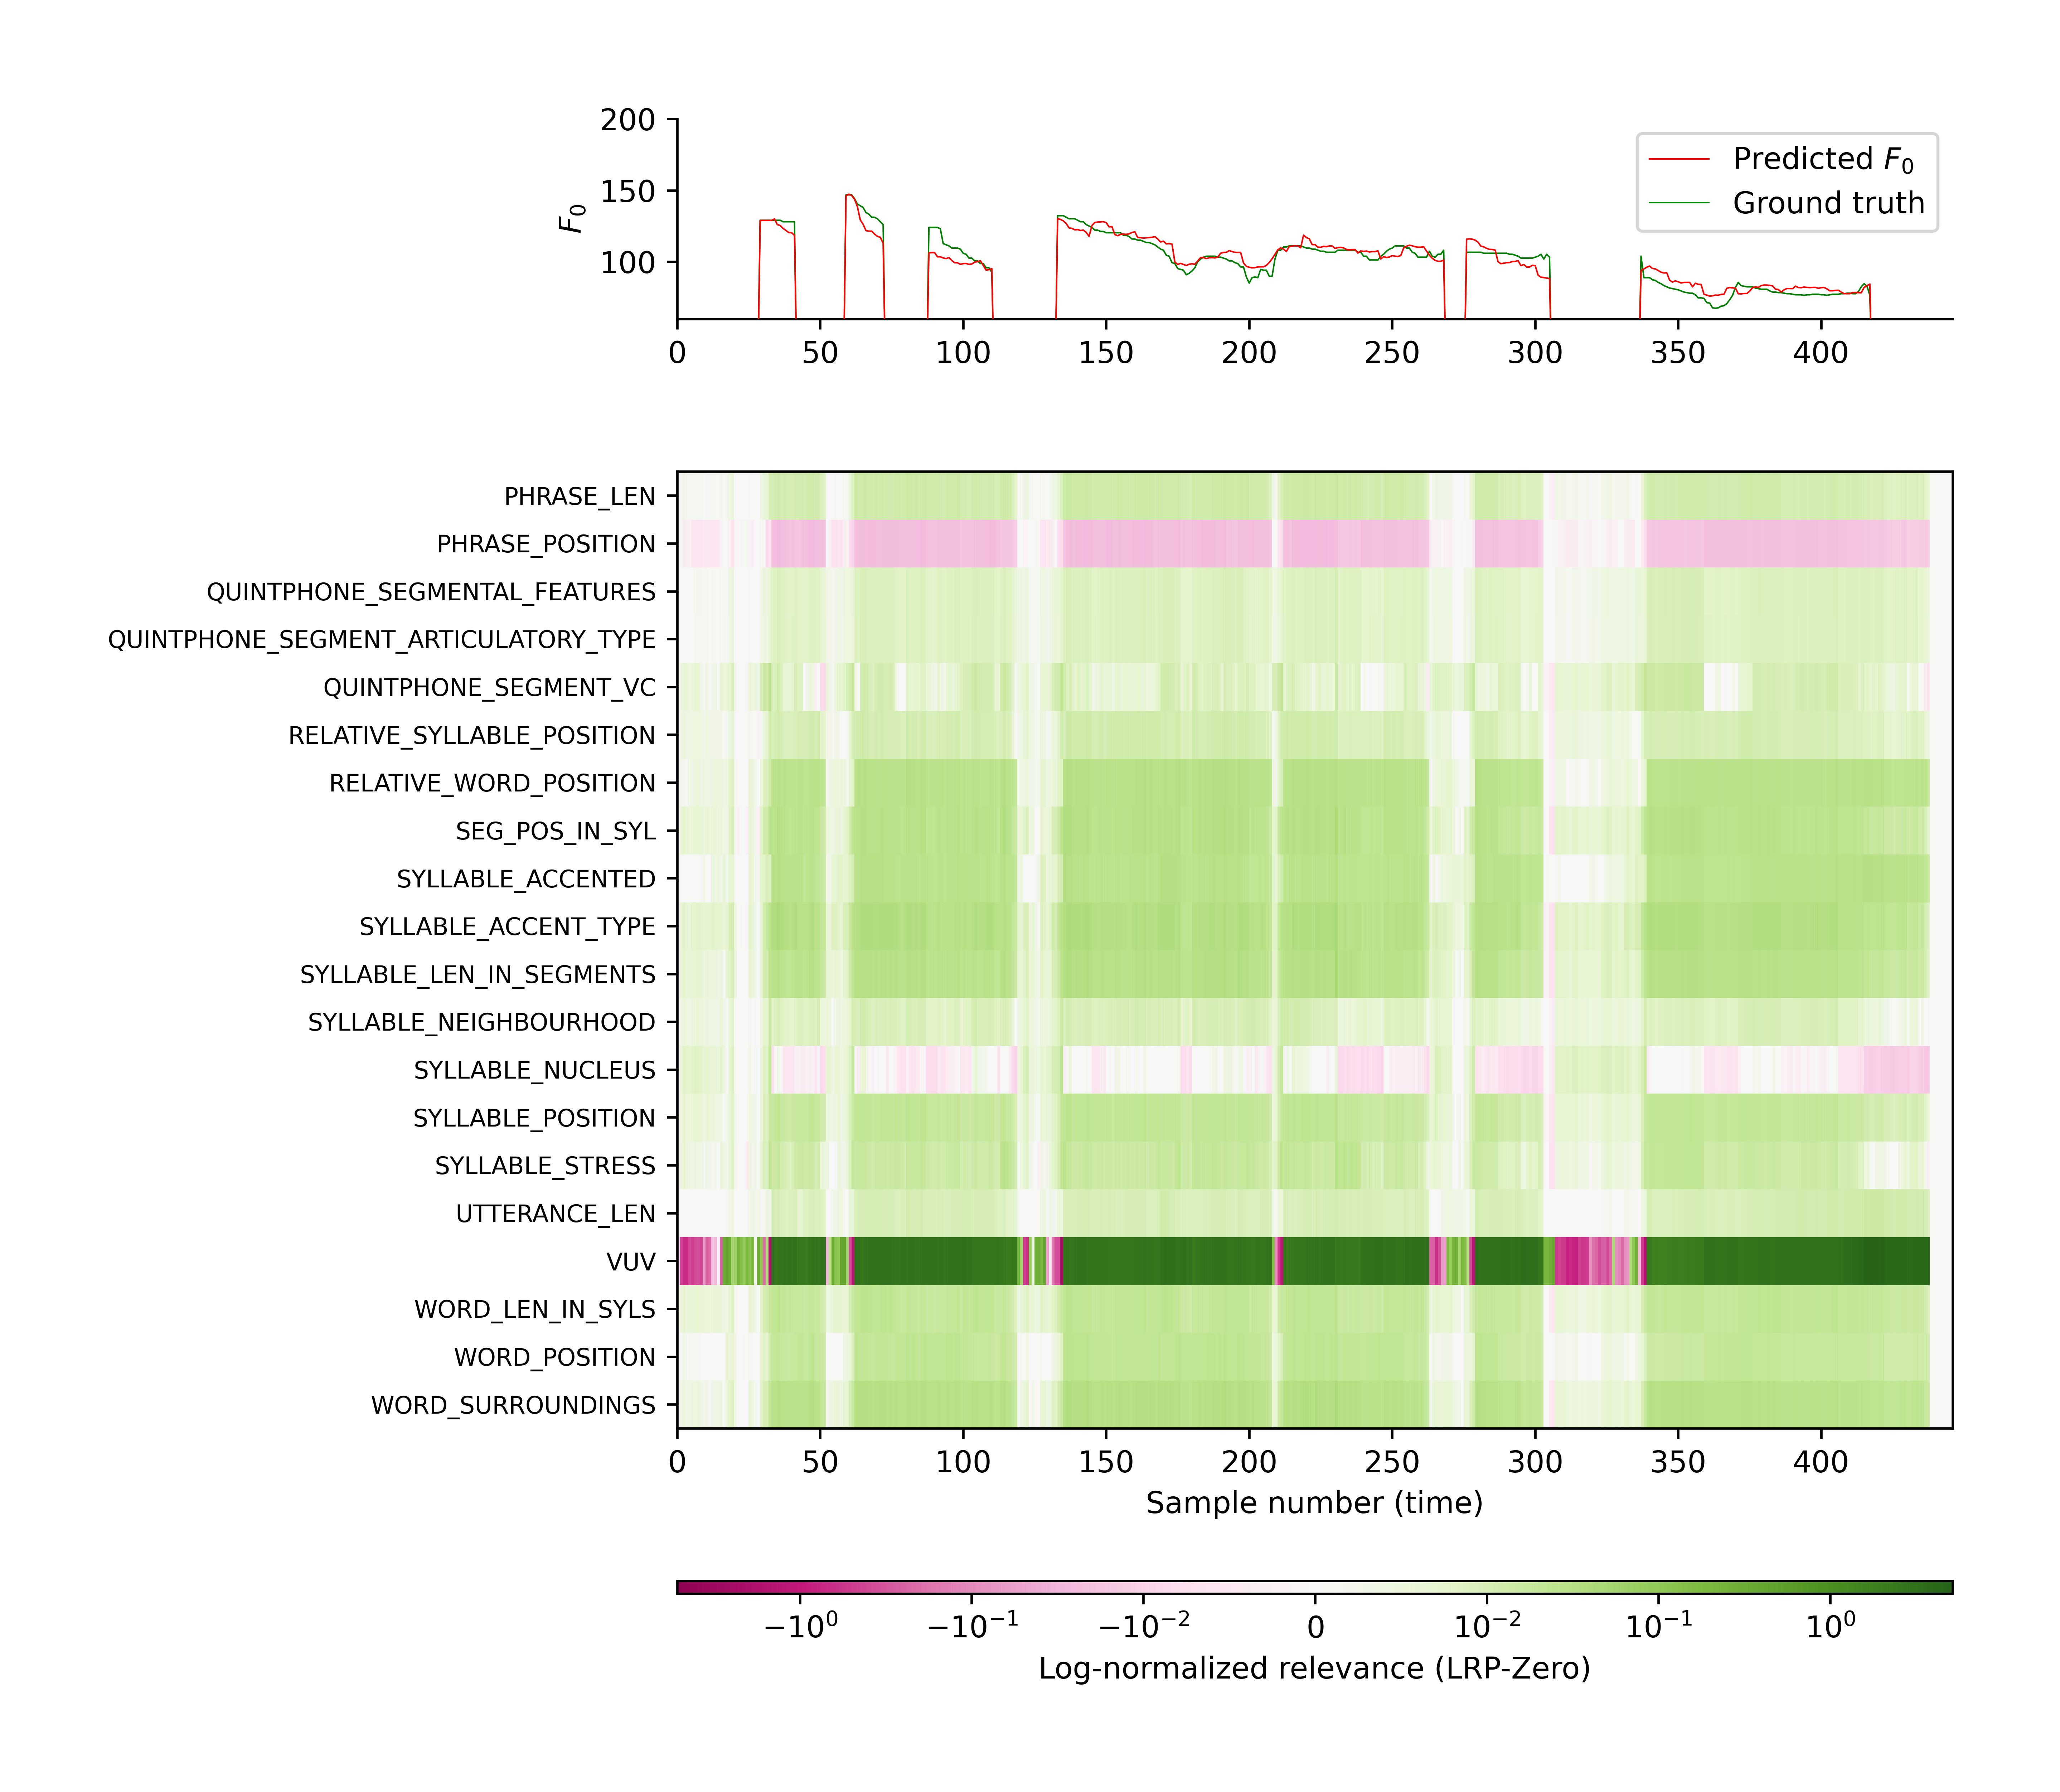 200
150
100
F₀
Predicted F₀
Ground truth
0 50 100 150 200 250 300 350 400
PHRASE_LEN
PHRASE_POSITION
QUINTPHONE_SEGMENTAL_FEATURES
QUINTPHONE_SEGMENT_ARTICULATORY_TYPE
QUINTPHONE_SEGMENT_VC
RELATIVE_SYLLABLE_POSITION
RELATIVE_WORD_POSITION
SEG_POS_IN_SYL
SYLLABLE_ACCENTED
SYLLABLE_ACCENT_TYPE
SYLLABLE_LEN_IN_SEGMENTS
SYLLABLE_NEIGHBOURHOOD
SYLLABLE_NUCLEUS
SYLLABLE_POSITION
SYLLABLE_STRESS
UTTERANCE_LEN
VUV
WORD_LEN_IN_SYLS
WORD_POSITION
WORD_SURROUNDINGS
0 50 100 150 200 250 300 350 400
Sample number (time)
−10⁰ −10⁻¹ −10⁻² 0 10⁻² 10⁻¹ 10⁰
Log-normalized relevance (LRP-Zero)